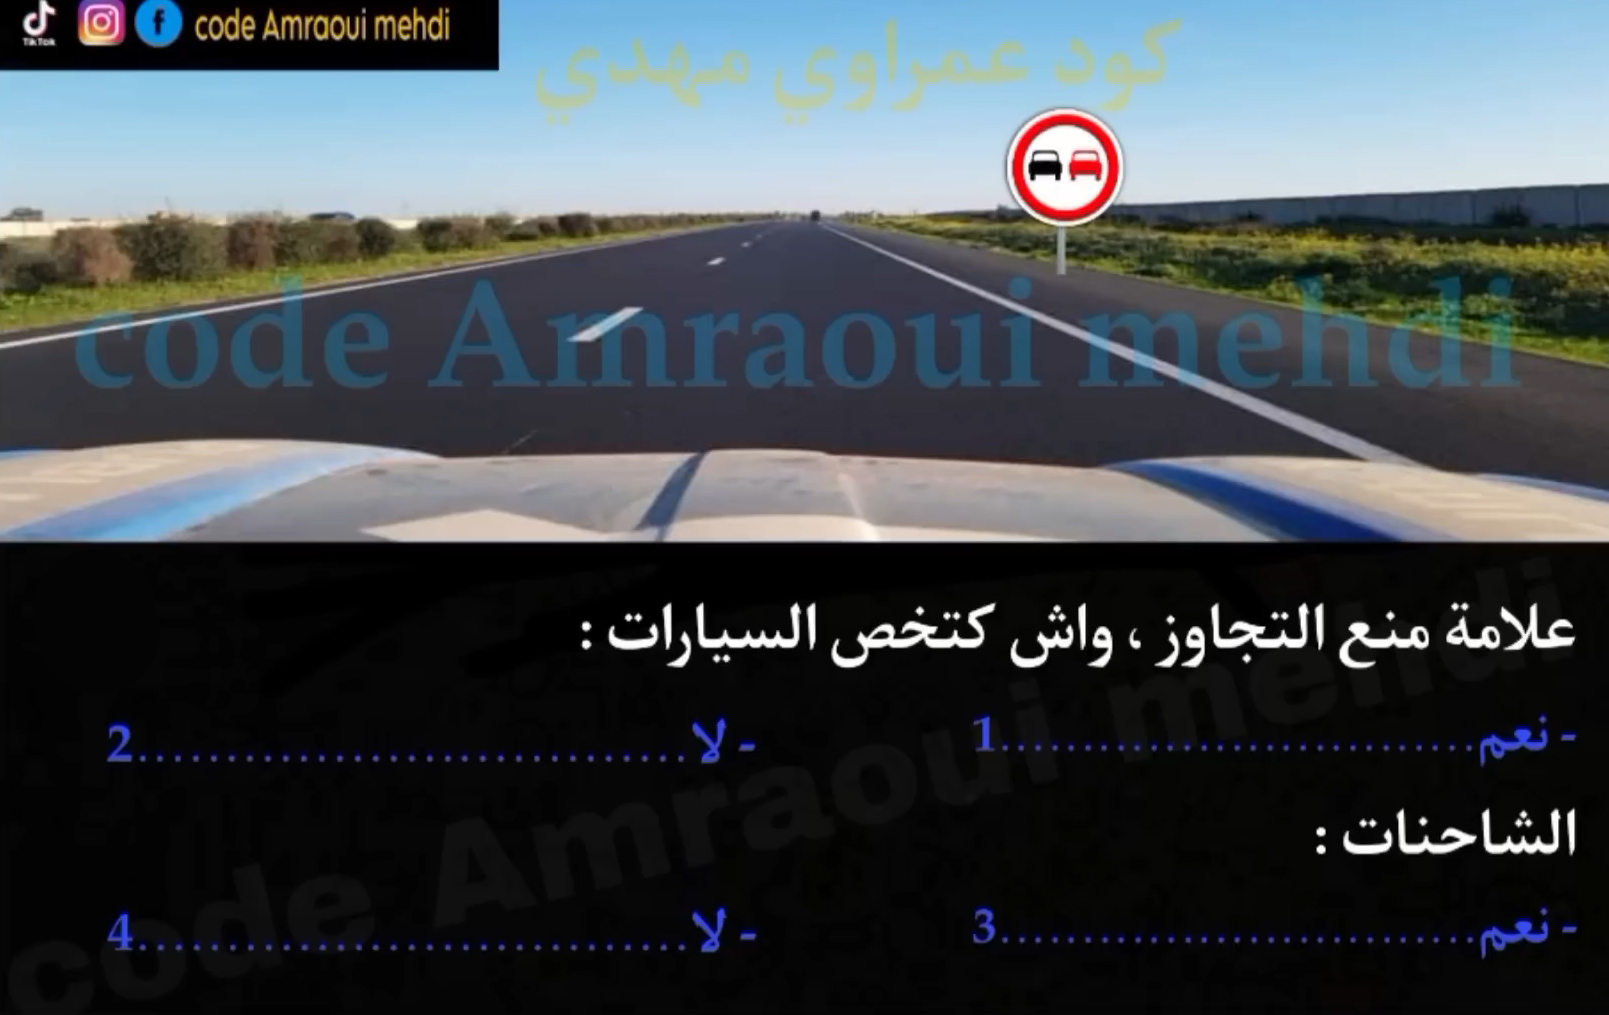 TikTok
code Amraoui mehdi
كود عمراوي مهدي
code Amraoui mehdi
علامة منع التجاوز ، واش كتخص السيارات :
- نعم..............................1 - لا..............................2
الشاحنات :
- نعم..............................3 - لا..............................4
code Amraoui mehdi